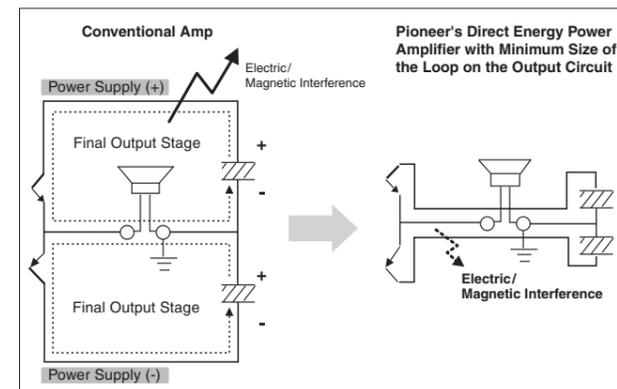 Conventional Amp
Pioneer's Direct Energy Power
Amplifier with Minimum Size of
the Loop on the Output Circuit
Electric/
Magnetic Interference
Power Supply (+)
Final Output Stage
+
-
+
Final Output Stage
-
Power Supply (-)
Electric/
Magnetic Interference